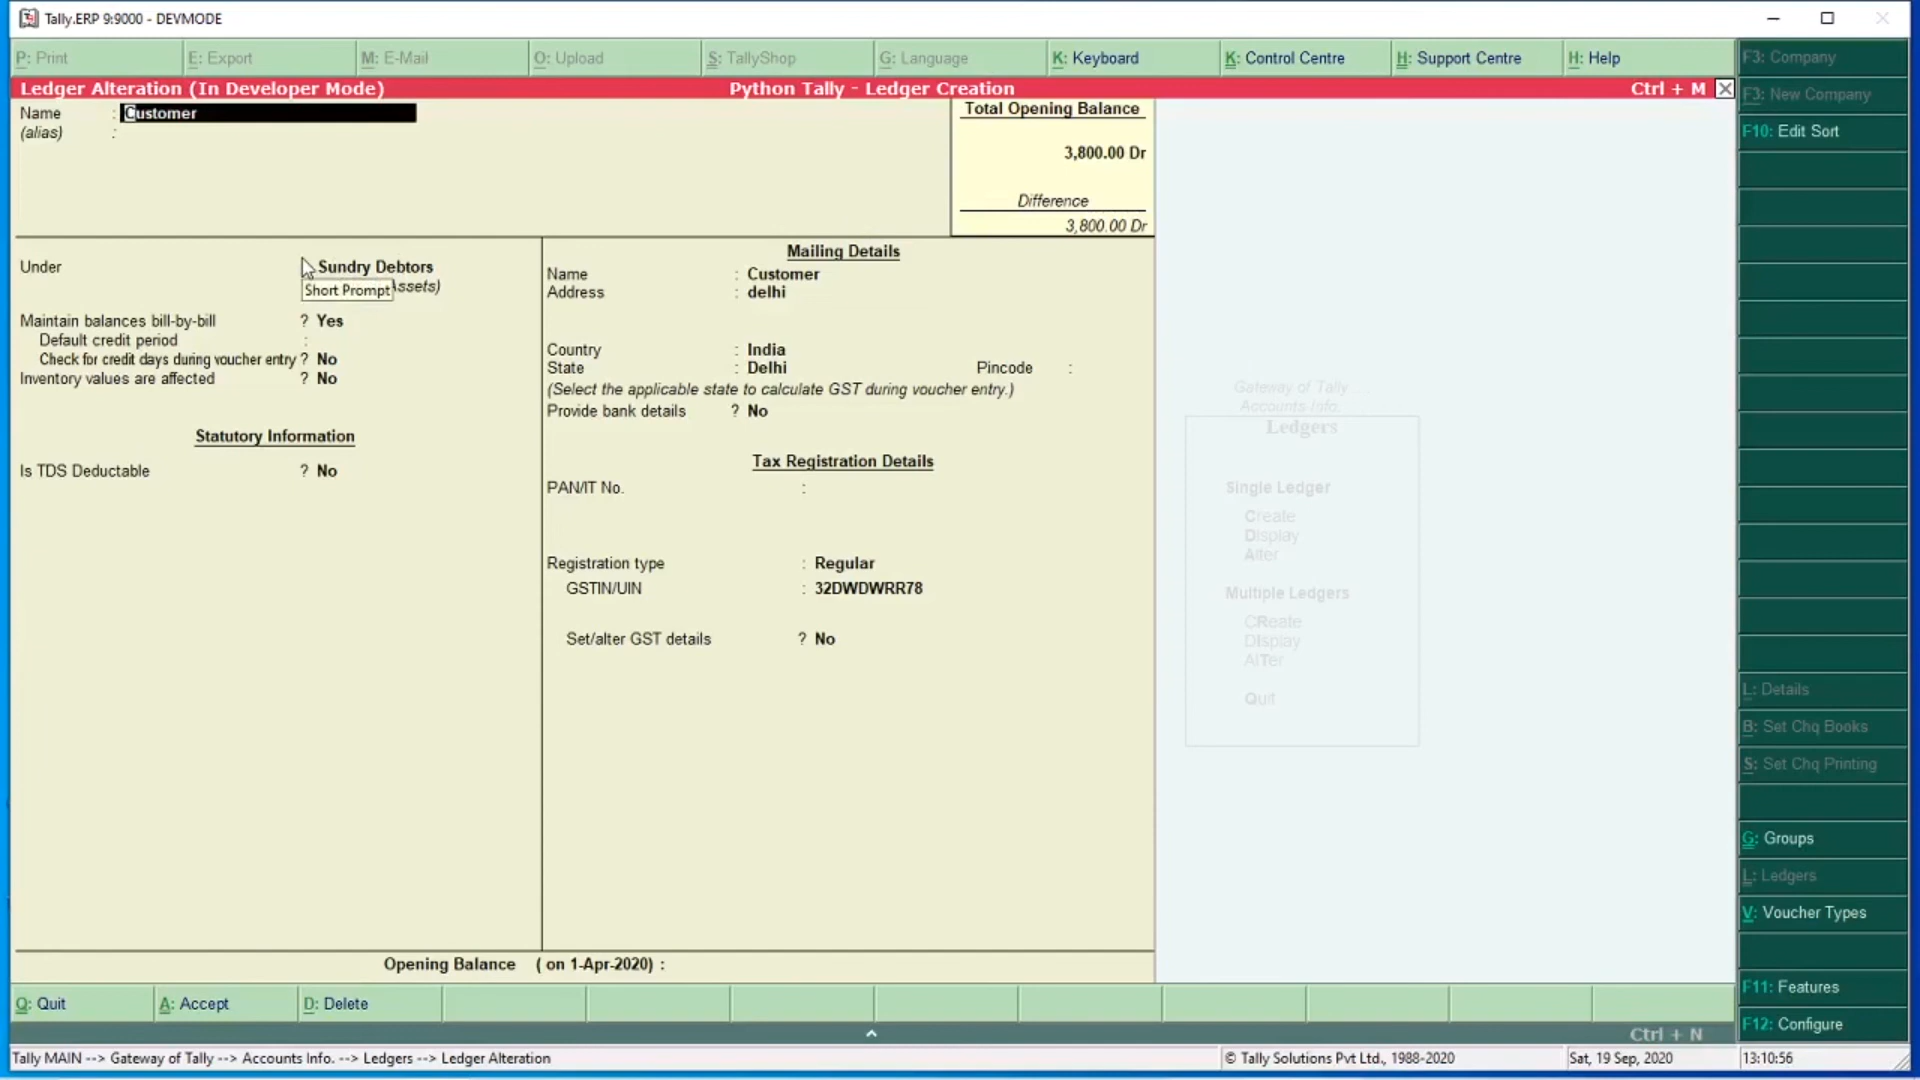 Tally.ERP 9:9000 - DEVMODE
P: Print
E: Export
M: E-Mail
O: Upload
S: TallyShop
G: Language
K: Keyboard
K: Control Centre
H: Support Centre
H: Help
Ledger Alteration (In Developer Mode)
Python Tally - Ledger Creation
Ctrl + M
Name : Customer
(alias) :
Total Opening Balance
3,800.00 Dr
Difference
3,800.00 Dr
Under
Sundry Debtors
Assets)
Short Prompt
Maintain balances bill-by-bill ? Yes
Default credit period :
Check for credit days during voucher entry ? No
Inventory values are affected ? No
Statutory Information
Is TDS Deductable ? No
Mailing Details
Name : Customer
Address : delhi
Country : India
State : Delhi Pincode :
(Select the applicable state to calculate GST during voucher entry.)
Provide bank details ? No
Tax Registration Details
PAN/IT No. :
Registration type : Regular
GSTIN/UIN : 32DWDWRR78
Set/alter GST details ? No
Opening Balance ( on 1-Apr-2020) :
Gateway of Tally ...
Accounts Info. ...
Ledgers
Single Ledger
Create
Display
Alter
Multiple Ledgers
CReate
DIsplay
AlTer
Quit
F3: Company
F3: New Company
F10: Edit Sort
L: Details
B: Set Chq Books
S: Set Chq Printing
G: Groups
L: Ledgers
V: Voucher Types
F11: Features
F12: Configure
Q: Quit
A: Accept
D: Delete
Ctrl + N
Tally MAIN --> Gateway of Tally --> Accounts Info. --> Ledgers --> Ledger Alteration
© Tally Solutions Pvt Ltd., 1988-2020
Sat, 19 Sep, 2020
13:10:56